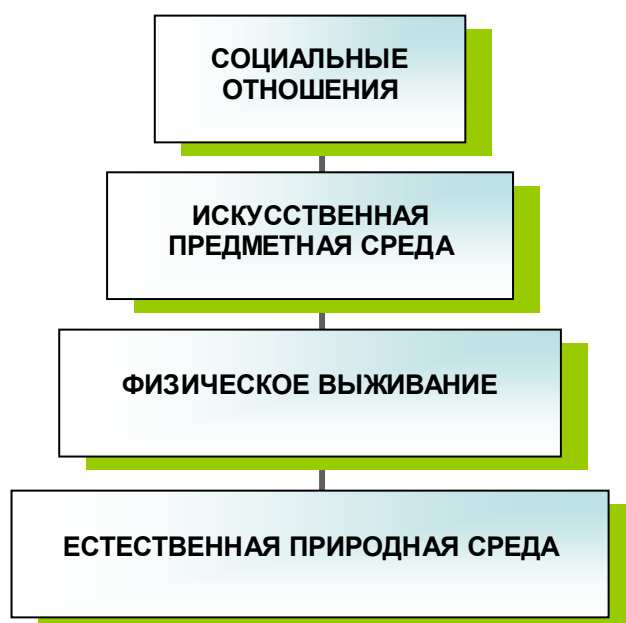 СОЦИАЛЬНЫЕ
ОТНОШЕНИЯ
ИСКУССТВЕННАЯ
ПРЕДМЕТНАЯ СРЕДА
ФИЗИЧЕСКОЕ ВЫЖИВАНИЕ
ЕСТЕСТВЕННАЯ ПРИРОДНАЯ СРЕДА